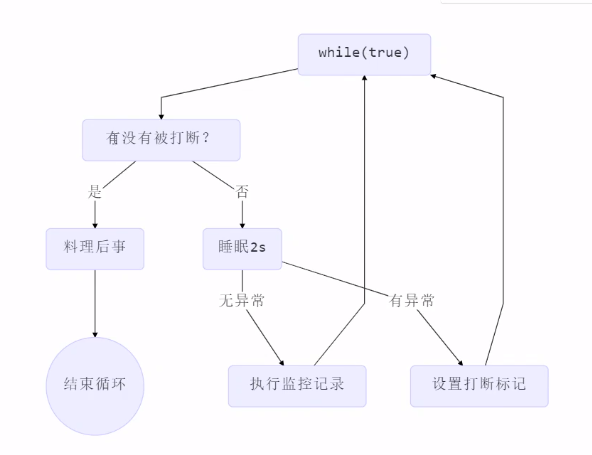 while(true)
有没有被打断？
是
否
料理后事
睡眠2s
无异常
有异常
结束循环
执行监控记录
设置打断标记